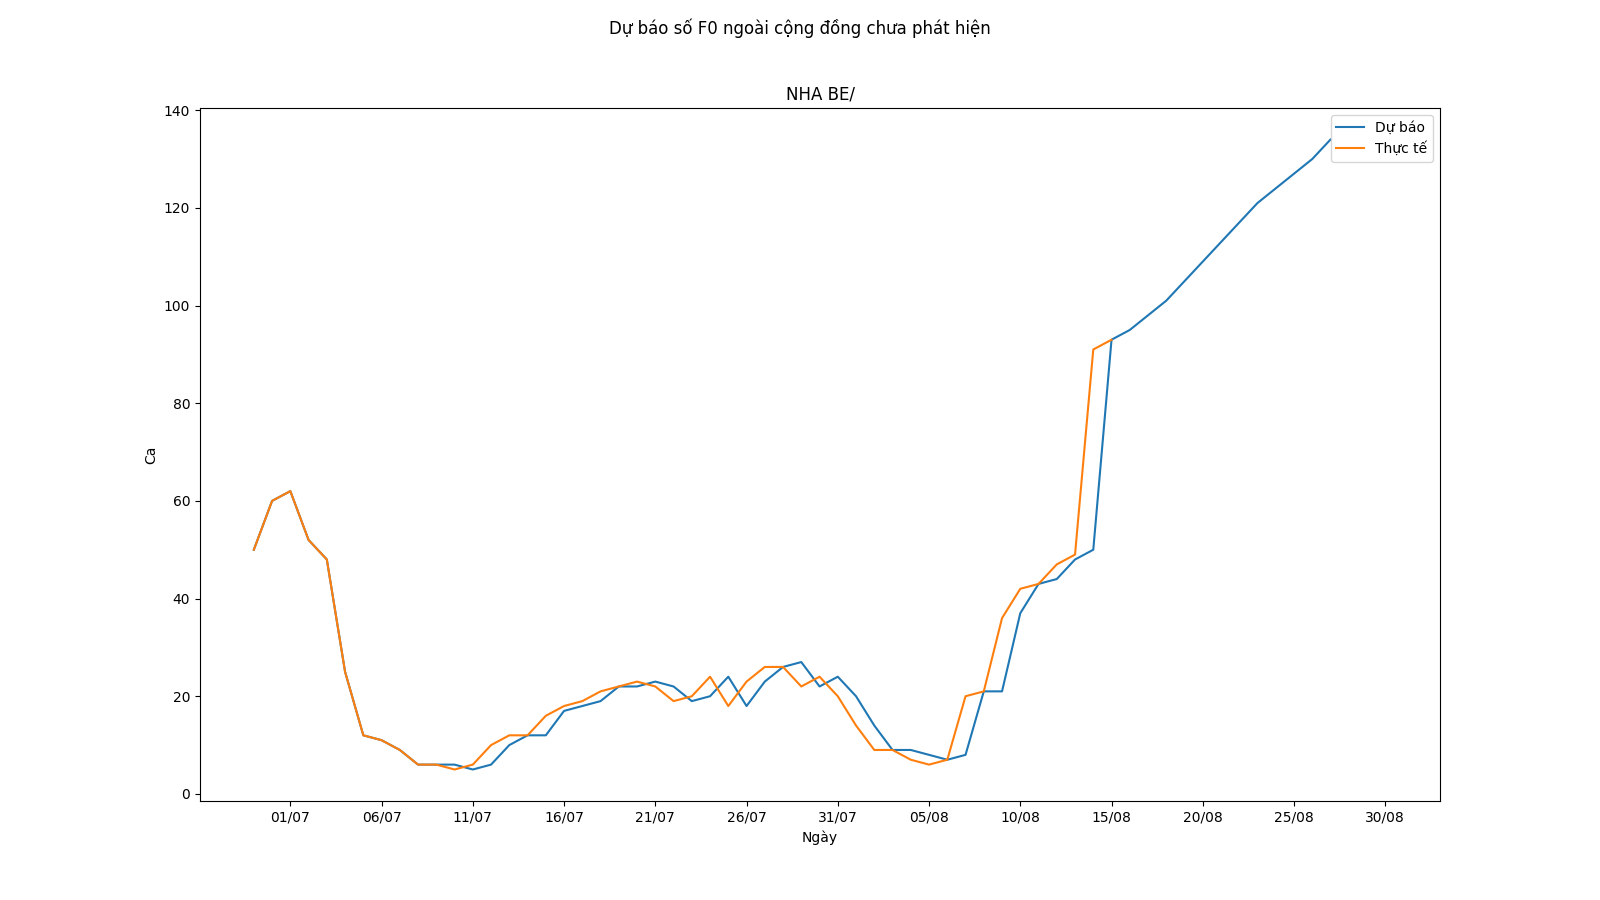 Dự báo số F0 ngoài cộng đồng chưa phát hiện
NHA BE/
140
120
100
80
60
40
20
0
Ca
Dự báo
Thực tế
01/07 06/07 11/07 16/07 21/07 26/07 31/07 05/08 10/08 15/08 20/08 25/08 30/08
Ngày